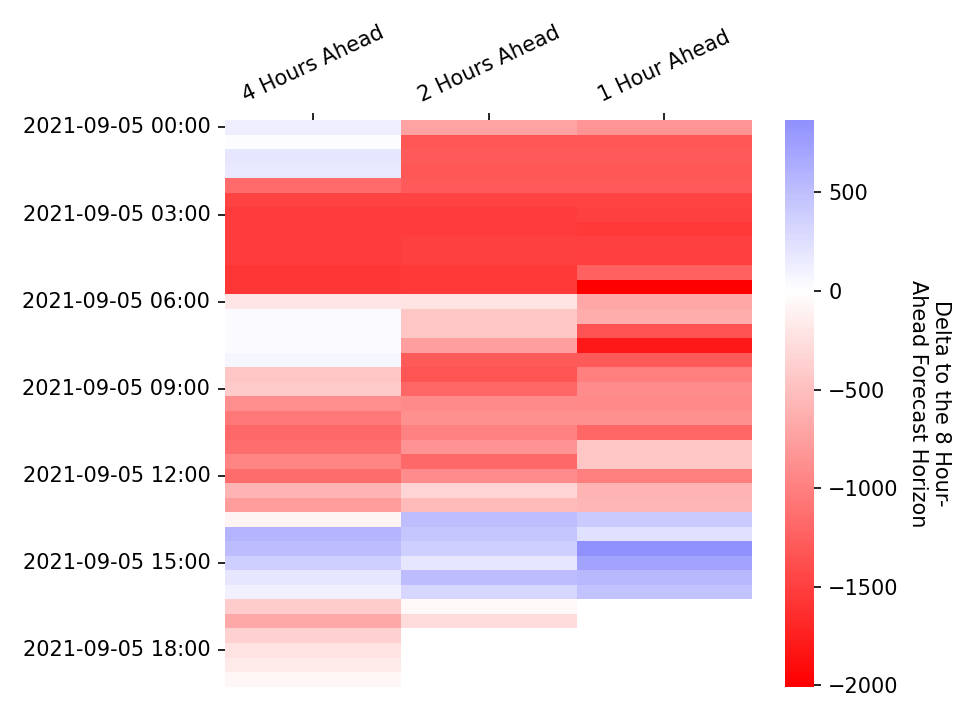 4 Hours Ahead
2 Hours Ahead
1 Hour Ahead
2021-09-05 00:00
2021-09-05 03:00
2021-09-05 06:00
2021-09-05 09:00
2021-09-05 12:00
2021-09-05 15:00
2021-09-05 18:00
500
0
−500
−1000
−1500
−2000
Delta to the 8 Hour-
Ahead Forecast Horizon